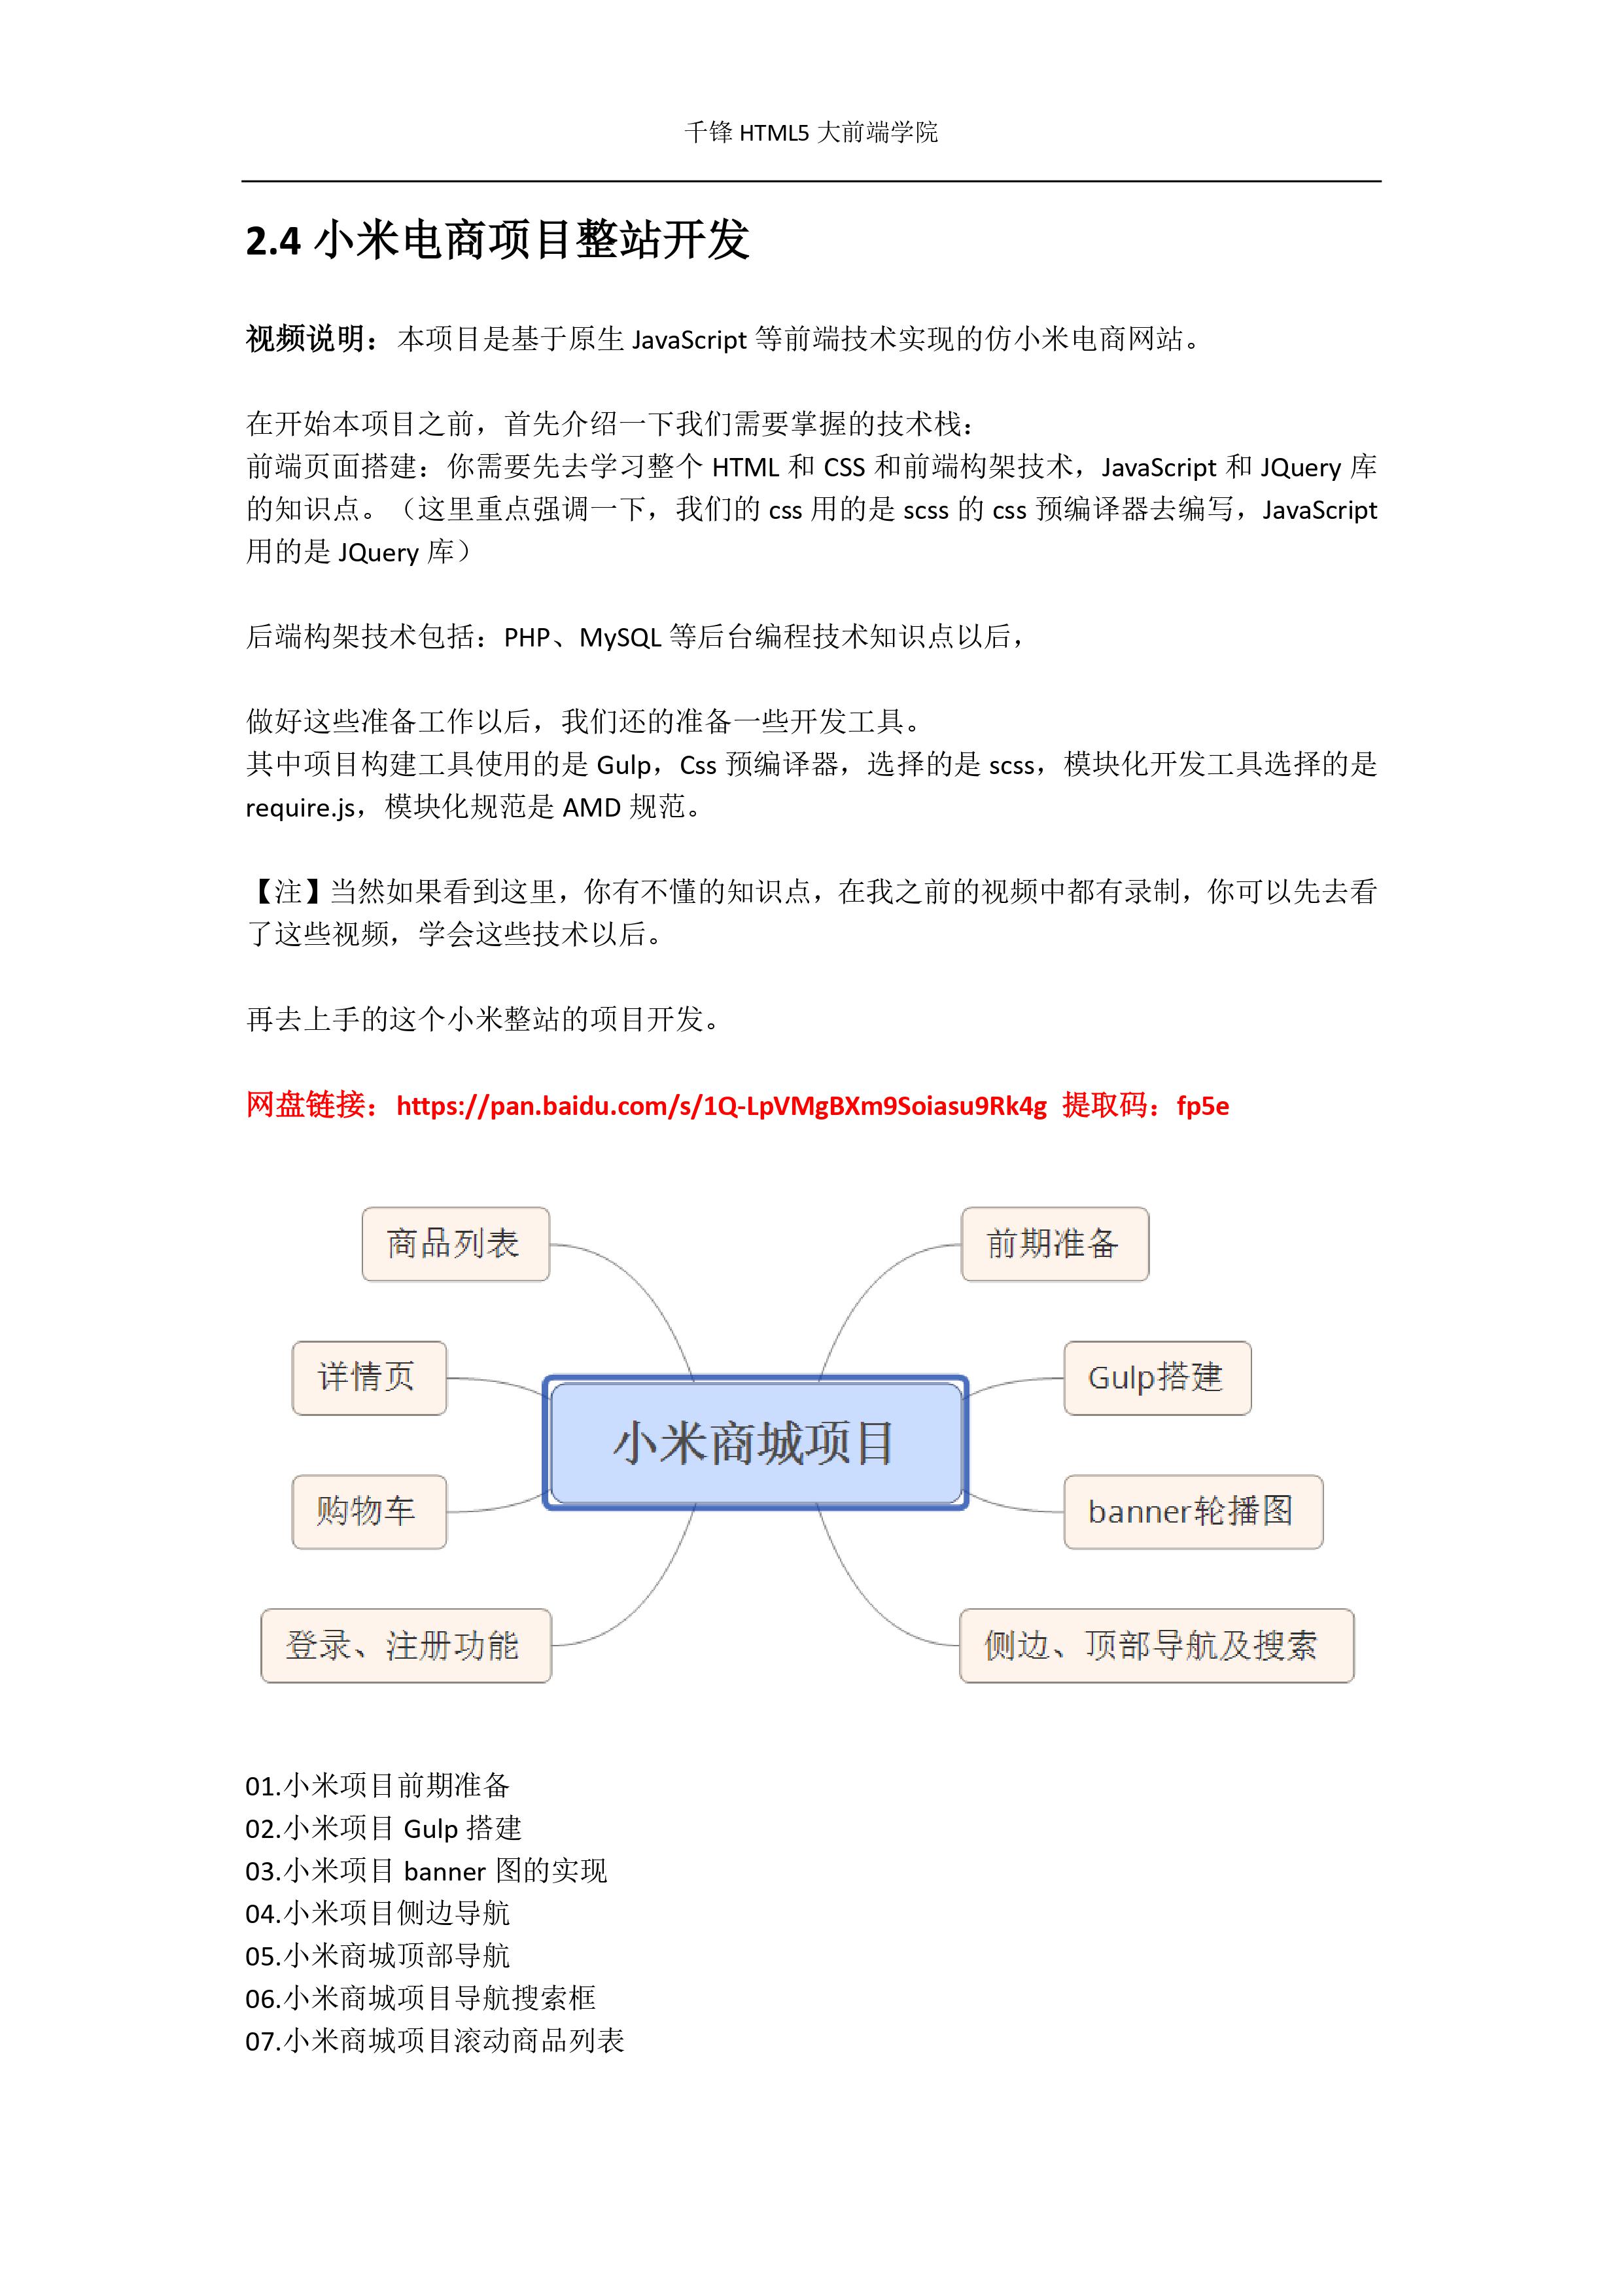 千锋 HTML5 大前端学院
2.4 小米电商项目整站开发
视频说明：本项目是基于原生 JavaScript 等前端技术实现的仿小米电商网站。
在开始本项目之前，首先介绍一下我们需要掌握的技术栈：
前端页面搭建：你需要先去学习整个 HTML 和 CSS 和前端构架技术，JavaScript 和 JQuery 库
的知识点。（这里重点强调一下，我们的 css 用的是 scss 的 css 预编译器去编写，JavaScript
用的是 JQuery 库）
后端构架技术包括：PHP、MySQL 等后台编程技术知识点以后，
做好这些准备工作以后，我们还的准备一些开发工具。
其中项目构建工具使用的是 Gulp，Css 预编译器，选择的是 scss，模块化开发工具选择的是
require.js，模块化规范是 AMD 规范。
【注】当然如果看到这里，你有不懂的知识点，在我之前的视频中都有录制，你可以先去看
了这些视频，学会这些技术以后。
再去上手的这个小米整站的项目开发。
网盘链接：https://pan.baidu.com/s/1Q-LpVMgBXm9Soiasu9Rk4g 提取码：fp5e
商品列表
前期准备
详情页
Gulp搭建
小米商城项目
购物车
banner轮播图
登录、注册功能
侧边、顶部导航及搜索
01.小米项目前期准备
02.小米项目 Gulp 搭建
03.小米项目 banner 图的实现
04.小米项目侧边导航
05.小米商城顶部导航
06.小米商城项目导航搜索框
07.小米商城项目滚动商品列表